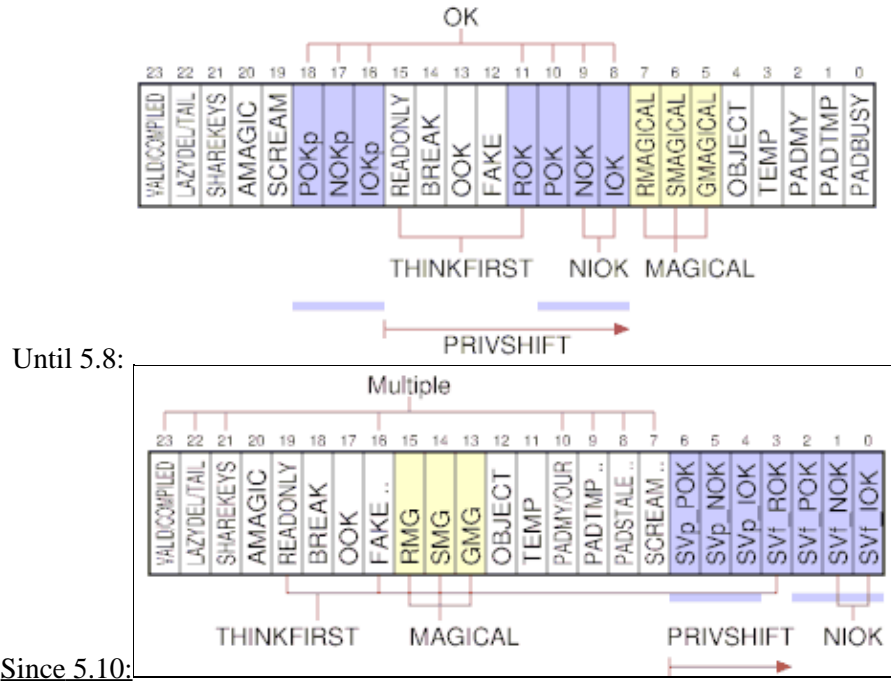 OK
23 22 21 20 19 18 17 16 15 14 13 12 11 10 9 8 7 6 5 4 3 2 1 0
VALID/COMPILED LAZYDEL/TAIL SHAREKEYS AMAGIC SCREAM POKp NOKp IOKp READONLY BREAK OOK FAKE ROK POK NOK IOK RMAGICAL SMAGICAL GMAGICAL OBJECT TEMP PADMY PADTMP PADBUSY
THINKFIRST NIOK MAGICAL
PRIVSHIFT
Until 5.8:
Multiple
23 22 21 20 19 18 17 16 15 14 13 12 11 10 9 8 7 6 5 4 3 2 1 0
VALID/COMPILED LAZYDEL/TAIL SHAREKEYS AMAGIC READONLY BREAK OOK FAKE .. RMG SMG GMG OBJECT TEMP PADMY/OUR PADTMP .. PADSTALE .. SCREAM .. SVp_POK SVp_NOK SVp_IOK SVf_ROK SVf_POK SVf_NOK SVf_IOK
THINKFIRST MAGICAL PRIVSHIFT NIOK
Since 5.10: